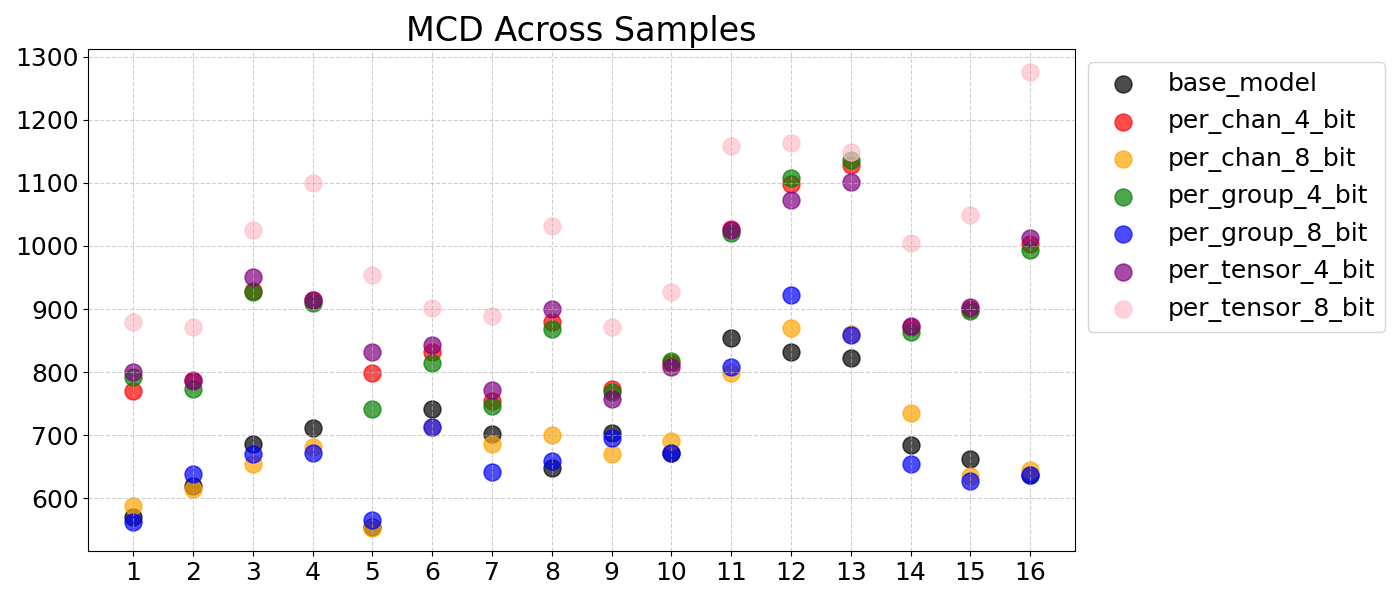 MCD Across Samples
1300
1200
1100
1000
900
800
700
600
1 2 3 4 5 6 7 8 9 10 11 12 13 14 15 16
base_model
per_chan_4_bit
per_chan_8_bit
per_group_4_bit
per_group_8_bit
per_tensor_4_bit
per_tensor_8_bit